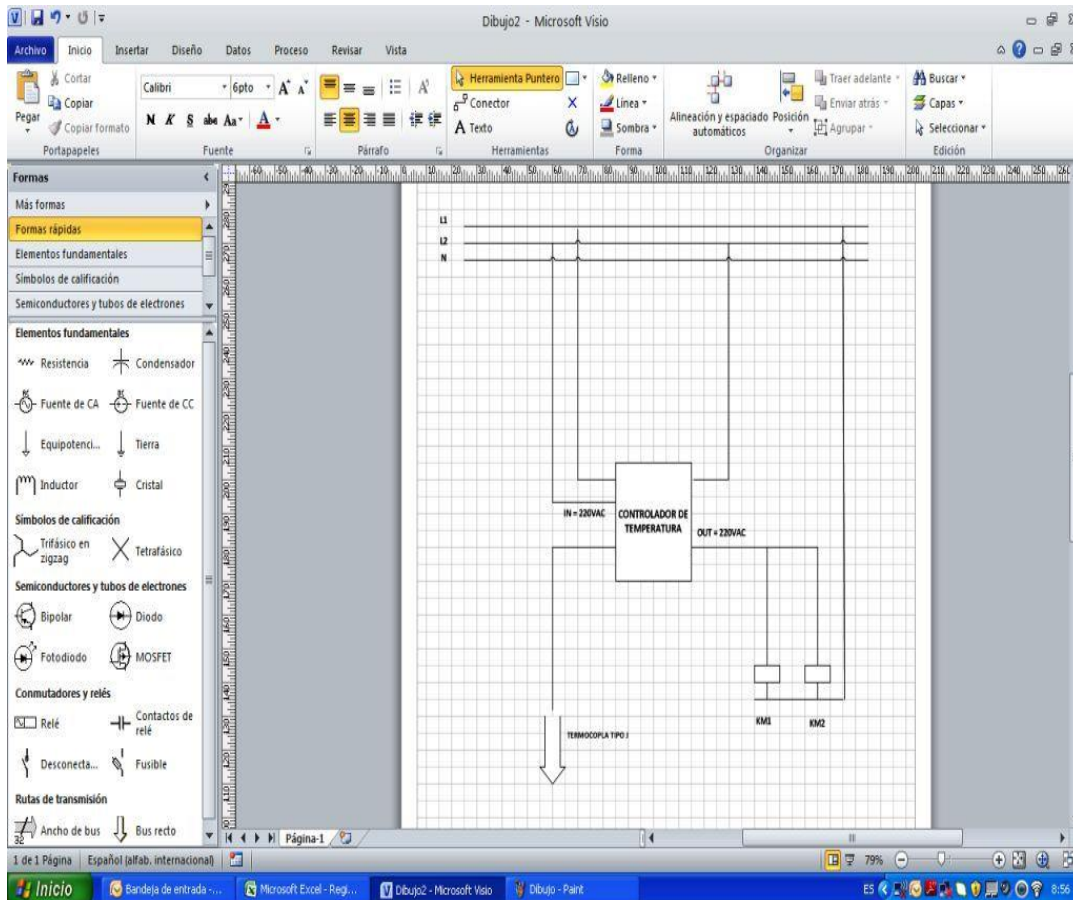 Dibujo2 - Microsoft Visio
Archivo Inicio Insertar Diseño Datos Proceso Revisar Vista
Pegar
Cortar
Copiar
Copiar formato
Portapapeles
Calibri 6pto
N K S abc Aa A
Fuente
Párrafo
Herramienta Puntero
Conector
A Texto
Herramientas
Relleno
Línea
Sombra
Forma
Alineación y espaciado automáticos
Posición
Traer adelante
Enviar atrás
Agrupar
Organizar
Buscar
Capas
Seleccionar
Edición
Formas
Más formas
Formas rápidas
Elementos fundamentales
Símbolos de calificación
Semiconductores y tubos de electrones
Elementos fundamentales
Resistencia Condensador
Fuente de CA Fuente de CC
Equipotenci... Tierra
Inductor Cristal
Símbolos de calificación
Trifásico en zigzag Tetrafásico
Semiconductores y tubos de electrones
Bipolar Diodo
Fotodiodo MOSFET
Conmutadores y relés
Relé Contactos de relé
Desconecta... Fusible
Rutas de transmisión
Ancho de bus Bus recto
32
L1
L2
N
IN = 220VAC
CONTROLADOR DE
TEMPERATURA
OUT = 220VAC
KM1 KM2
TERMOCOPLA TIPO J
Página-1
1 de 1 Página Español (alfab. internacional) 79%
Inicio Bandeja de entrada -... Microsoft Excel - Regi... Dibujo2 - Microsoft Visio Dibujo - Paint ES 8:56